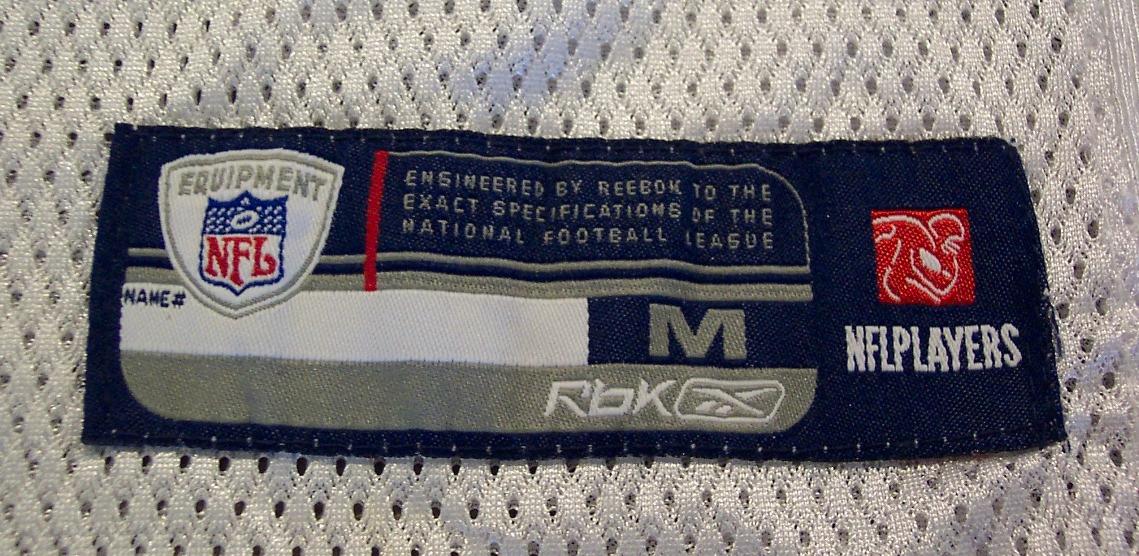 EQUIPMENT
NFL
ENGINEERED BY REEBOK TO THE
EXACT SPECIFICATIONS OF THE
NATIONAL FOOTBALL LEAGUE
NAME#
M
RbK
NFLPLAYERS